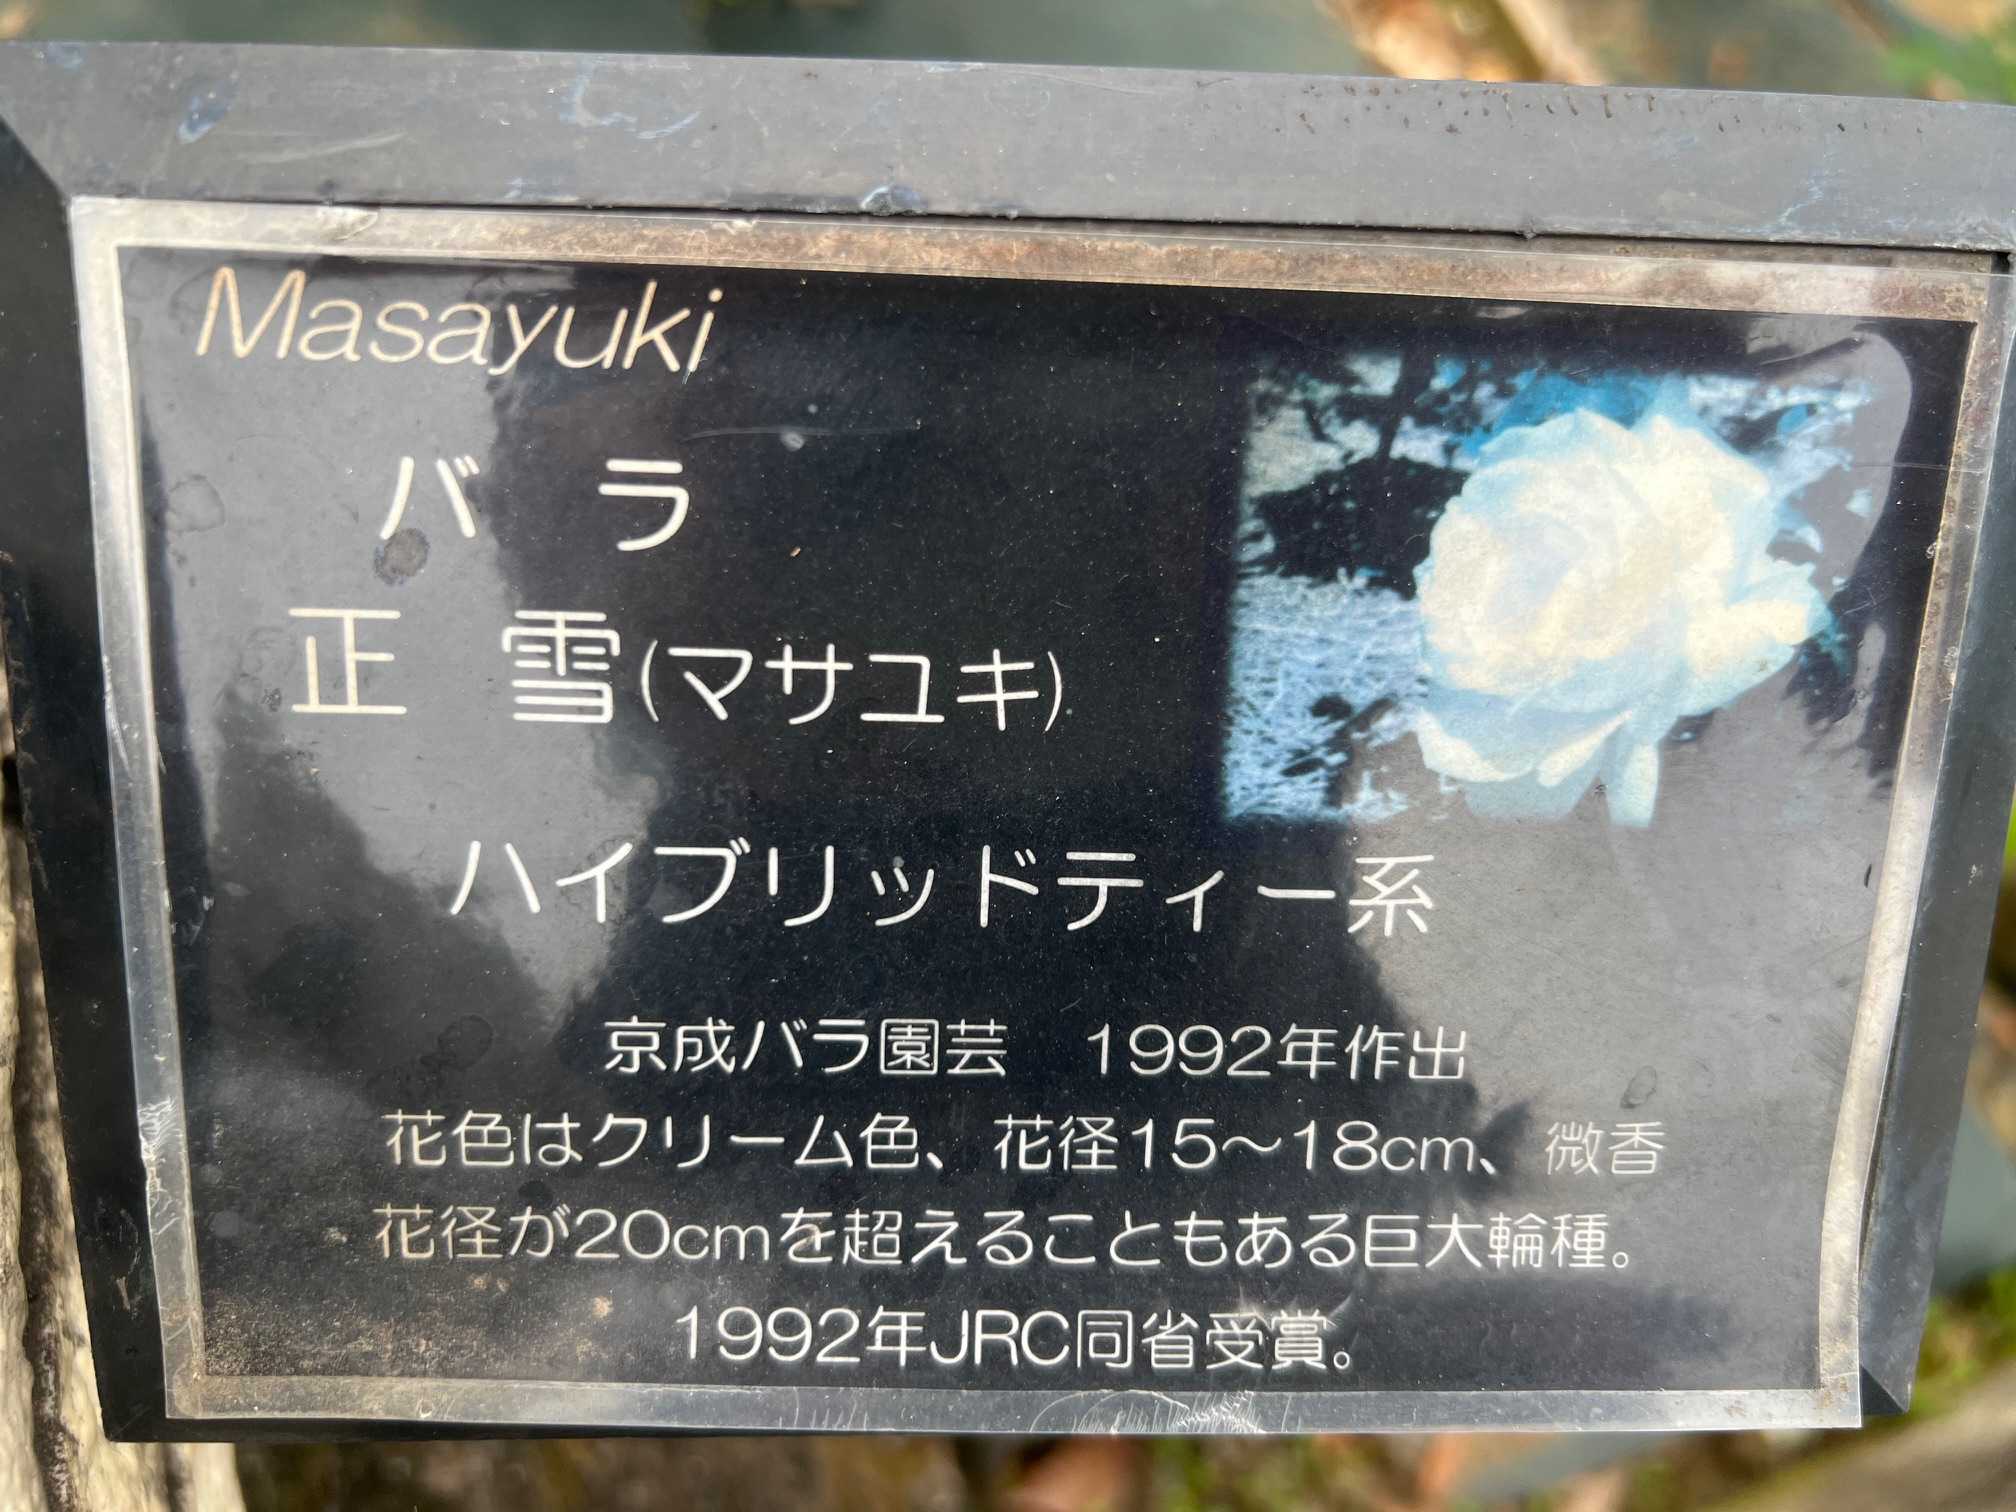 Masayuki
バラ
正雪(マサユキ)
ハイブリッドティー系
京成バラ園芸　1992年作出
花色はクリーム色、花径15～18cm、微香
花径が20cmを超えることもある巨大輪種。
1992年JRC同省受賞。